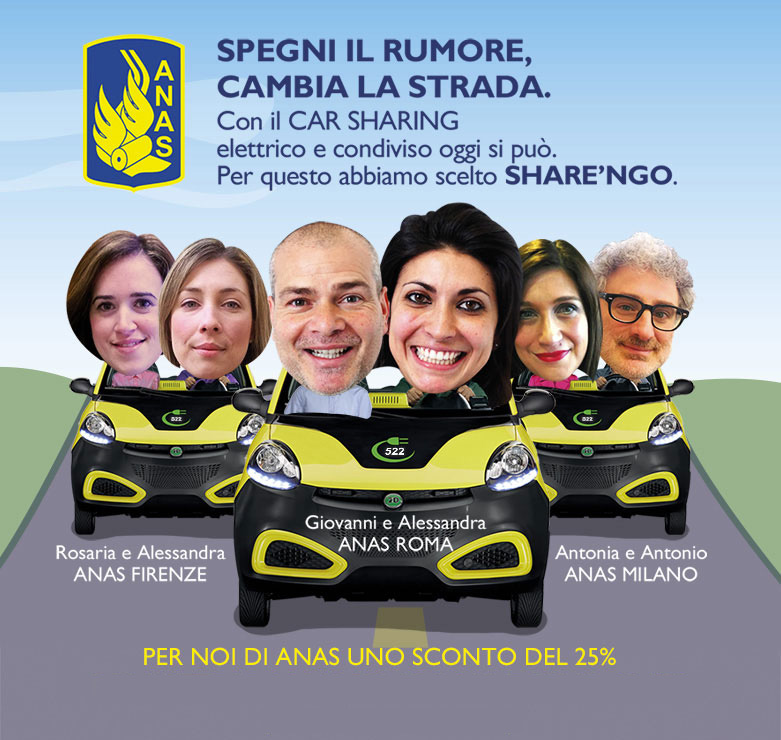 ANAS
SPEGNI IL RUMORE,
CAMBIA LA STRADA.
Con il CAR SHARING
elettrico e condiviso oggi si può.
Per questo abbiamo scelto SHARE’NGO.
522
522
522
Rosaria e Alessandra
ANAS FIRENZE
Giovanni e Alessandra
ANAS ROMA
Antonia e Antonio
ANAS MILANO
PER NOI DI ANAS UNO SCONTO DEL 25%